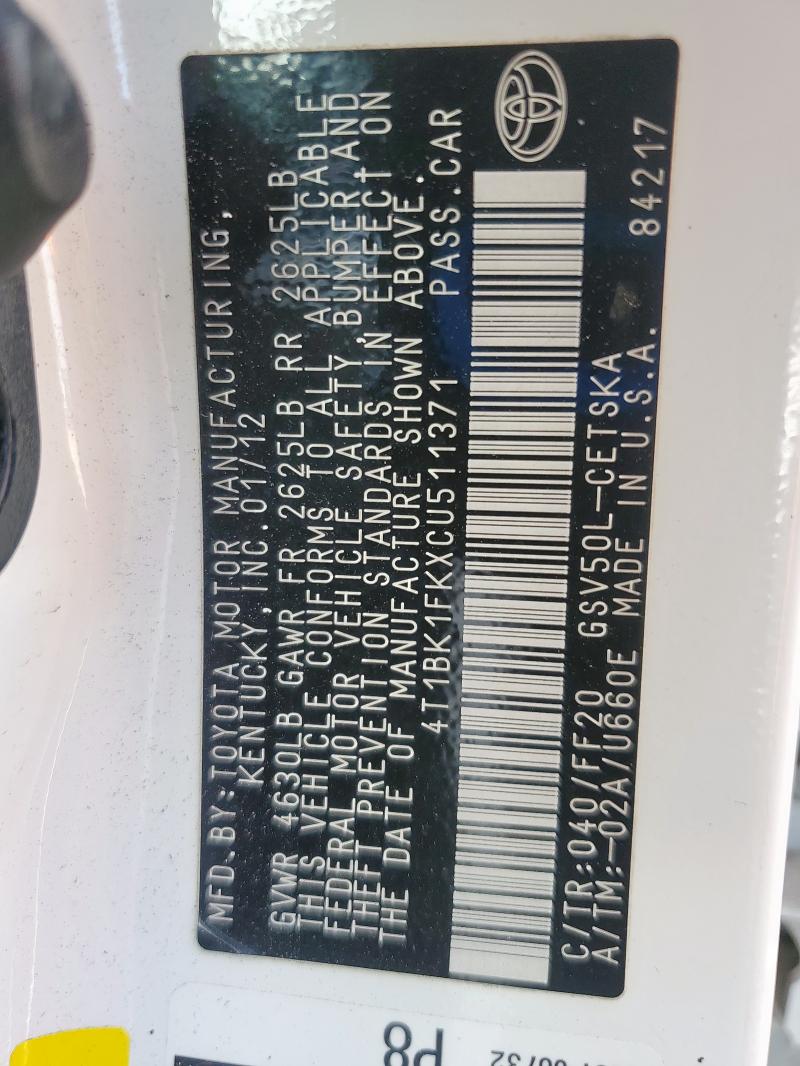 MFD.BY:TOYOTA MOTOR MANUFACTURING,
KENTUCKY, INC. 01/12
GVWR 4630LB GAWR FR 2625LB RR 2625LB
THIS VEHICLE CONFORMS TO ALL APPLICABLE
FEDERAL MOTOR VEHICLE SAFETY, BUMPER, AND
THEFT PREVENTION STANDARDS IN EFFECT ON
THE DATE OF MANUFACTURE SHOWN ABOVE.
4T1BK1FKXCU511371 PASS.CAR
C/TR:040/FF20 GSV50L-CETSKA
A/TM:-02A/U660E MADE IN U.S.A. 84217
P8